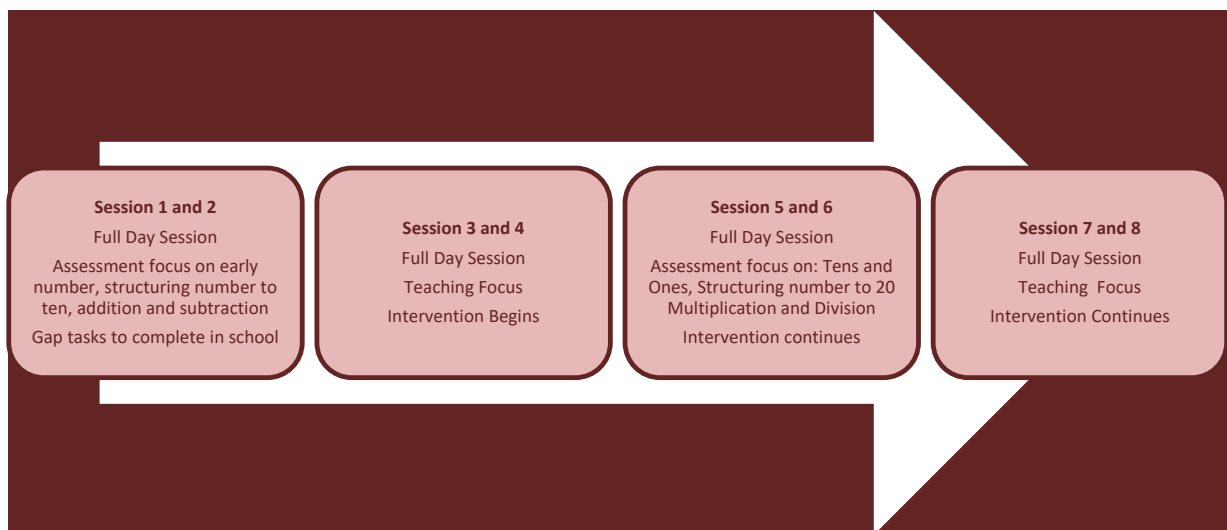 Session 1 and 2
Full Day Session
Assessment focus on early
number, structuring number to
ten, addition and subtraction
Gap tasks to complete in school
Session 3 and 4
Full Day Session
Teaching Focus
Intervention Begins
Session 5 and 6
Full Day Session
Assessment focus on: Tens and
Ones, Structuring number to 20
Multiplication and Division
Intervention continues
Session 7 and 8
Full Day Session
Teaching  Focus
Intervention Continues